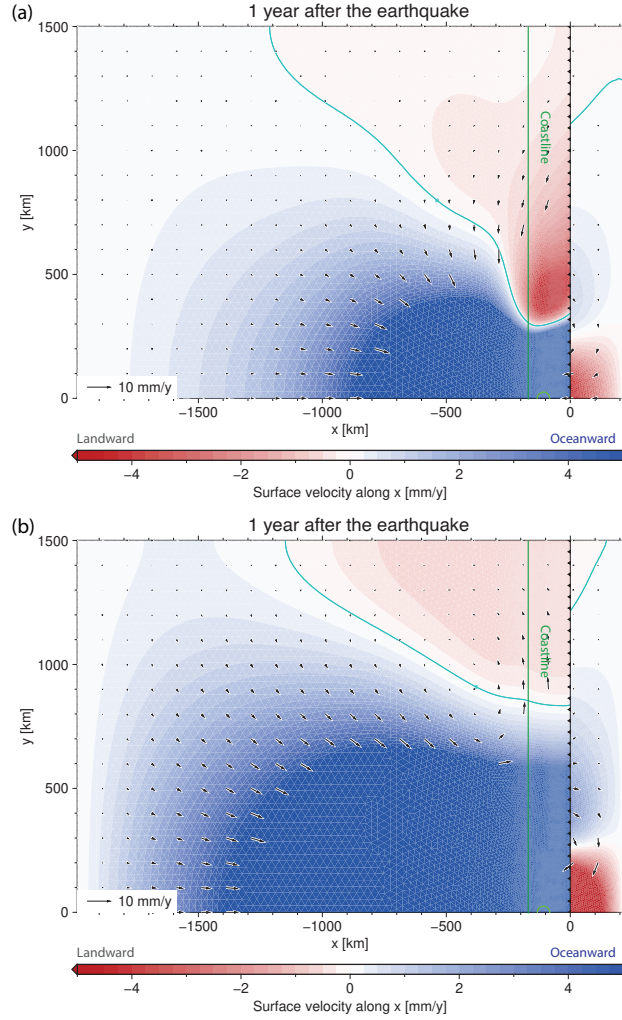 (a)
1 year after the earthquake
1500
1000
500
0
y [km]
Coastline
10 mm/y
−1500
−1000
−500
0
x [km]
Landward
Oceanward
−4
−2
0
2
4
Surface velocity along x [mm/y]
(b)
1 year after the earthquake
1500
1000
500
0
y [km]
Coastline
10 mm/y
−1500
−1000
−500
0
x [km]
Landward
Oceanward
−4
−2
0
2
4
Surface velocity along x [mm/y]